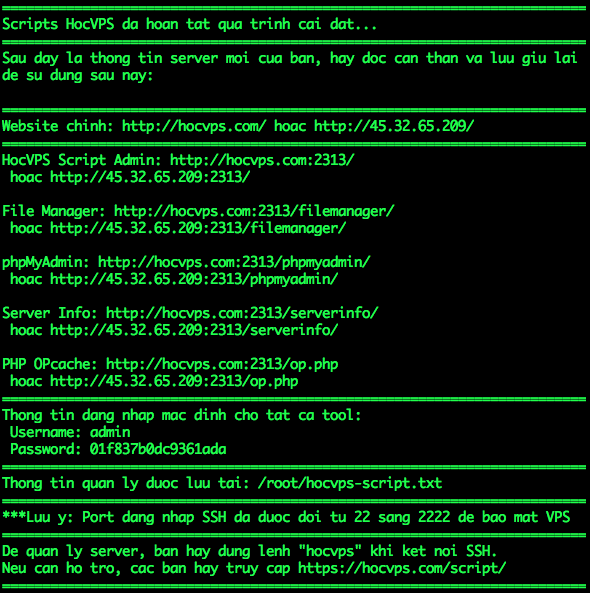 Scripts HocVPS da hoan tat qua trinh cai dat...
Sau day la thong tin server moi cua ban, hay doc can than va luu giu lai
de su dung sau nay:
Website chinh: http://hocvps.com/ hoac http://45.32.65.209/
HocVPS Script Admin: http://hocvps.com:2313/
hoac http://45.32.65.209:2313/
File Manager: http://hocvps.com:2313/filemanager/
hoac http://45.32.65.209:2313/filemanager/
phpMyAdmin: http://hocvps.com:2313/phpmyadmin/
hoac http://45.32.65.209:2313/phpmyadmin/
Server Info: http://hocvps.com:2313/serverinfo/
hoac http://45.32.65.209:2313/serverinfo/
PHP OPcache: http://hocvps.com:2313/op.php
hoac http://45.32.65.209:2313/op.php
Thong tin dang nhap mac dinh cho tat ca tool:
Username: admin
Password: 01f837b0dc9361ada
Thong tin quan ly duoc luu tai: /root/hocvps-script.txt
***Luu y: Port dang nhap SSH da duoc doi tu 22 sang 2222 de bao mat VPS
De quan ly server, ban hay dung lenh "hocvps" khi ket noi SSH.
Neu can ho tro, cac ban hay truy cap https://hocvps.com/script/